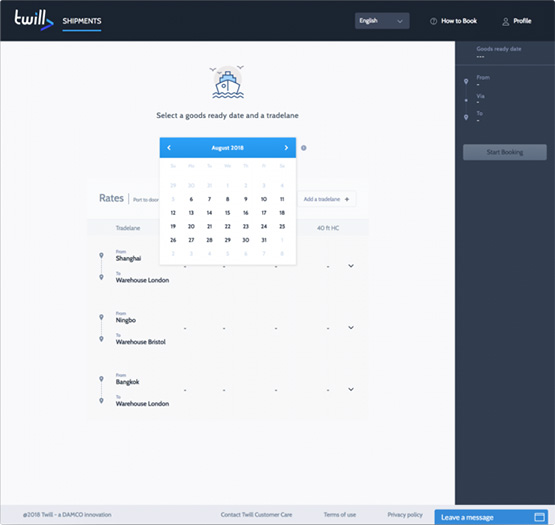 twill
SHIPMENTS
English
How to Book
Profile
Goods ready date
---
From
-
Via
-
To
-
Start Booking
Select a goods ready date and a tradelane
August 2018
Su Mo Tu We Th Fr Sa
29 30 31 1 2 3 4
5 6 7 8 9 10 11
12 13 14 15 16 17 18
19 20 21 22 23 24 25
26 27 28 29 30 31 1
2 3 4 5 6 7 8
Rates Port to door
Add a tradelane +
Tradelane
40 ft HC
From
Shanghai
To
Warehouse London
- - - -
From
Ningbo
To
Warehouse Bristol
- - - -
From
Bangkok
To
Warehouse London
- - - -
@2018 Twill - a DAMCO Innovation
Contact Twill Customer Care
Terms of use
Privacy policy
Leave a message